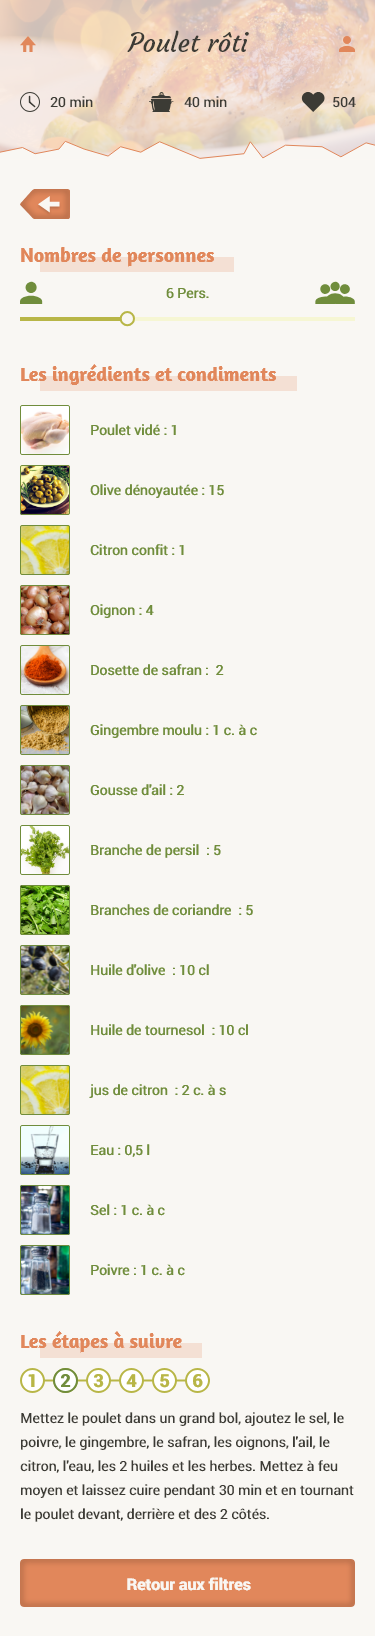 Poulet rôti
20 min
40 min
504
Nombres de personnes
6 Pers.
Les ingrédients et condiments
Poulet vidé : 1
Olive dénoyautée : 15
Citron confit : 1
Oignon : 4
Dosette de safran :  2
Gingembre moulu : 1 c. à c
Gousse d'ail : 2
Branche de persil  : 5
Branches de coriandre  : 5
Huile d'olive  : 10 cl
Huile de tournesol  : 10 cl
jus de citron  : 2 c. à s
Eau : 0,5 l
Sel : 1 c. à c
Poivre : 1 c. à c
Les étapes à suivre
1 2 3 4 5 6
Mettez le poulet dans un grand bol, ajoutez le sel, le
poivre, le gingembre, le safran, les oignons, l'ail, le
citron, l'eau, les 2 huiles et les herbes. Mettez à feu
moyen et laissez cuire pendant 30 min et en tournant
le poulet devant, derrière et des 2 côtés.
Retour aux filtres